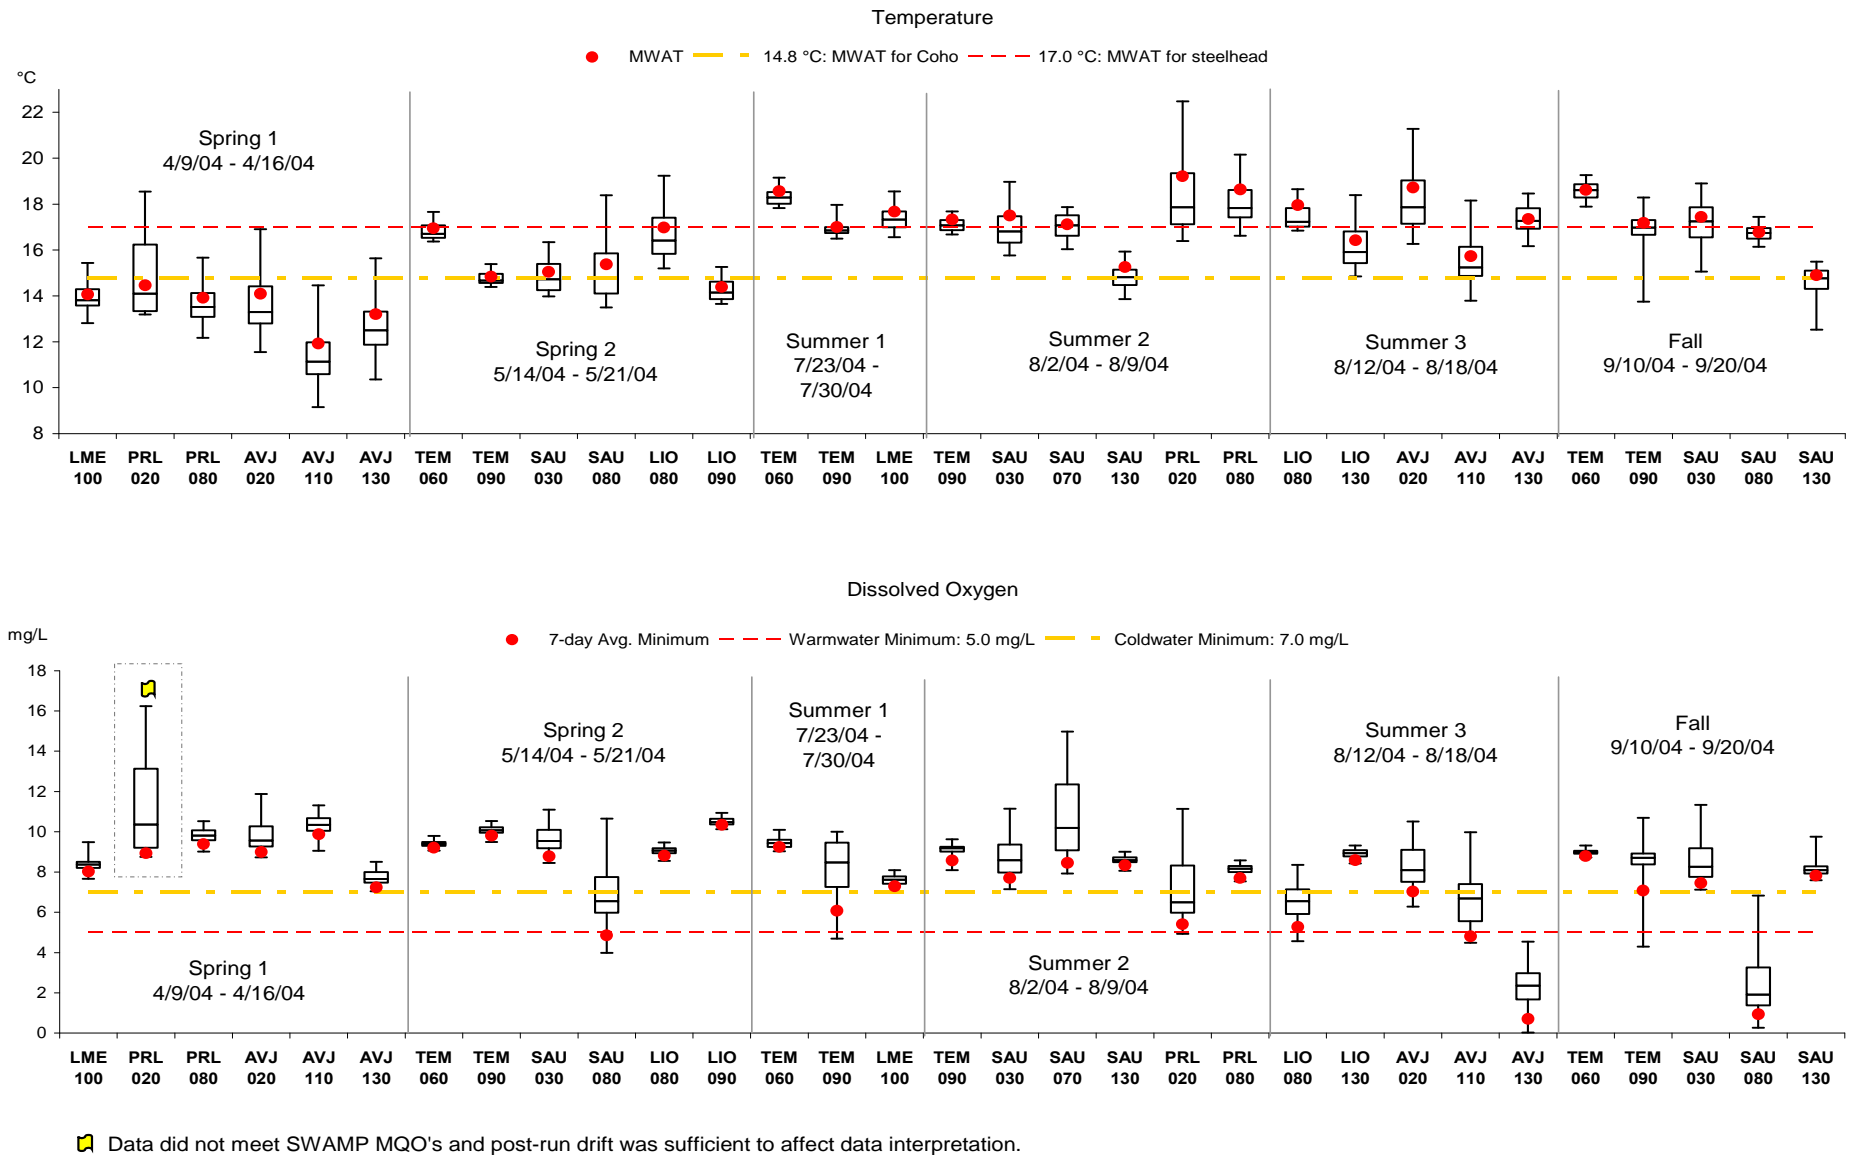 Temperature
MWAT 14.8 °C: MWAT for Coho 17.0 °C: MWAT for steelhead
°C
22
20
18
16
14
12
10
8
Spring 1
4/9/04 - 4/16/04
Spring 2
5/14/04 - 5/21/04
Summer 1
7/23/04 -
7/30/04
Summer 2
8/2/04 - 8/9/04
Summer 3
8/12/04 - 8/18/04
Fall
9/10/04 - 9/20/04
LME PRL PRL AVJ AVJ AVJ TEM TEM SAU SAU LIO LIO TEM TEM LME TEM SAU SAU SAU PRL PRL LIO LIO AVJ AVJ AVJ TEM TEM SAU SAU SAU
100 020 080 020 110 130 060 090 030 080 080 090 060 090 100 090 030 070 130 020 080 080 130 020 110 130 060 090 030 080 130
Dissolved Oxygen
mg/L
7-day Avg. Minimum Warmwater Minimum: 5.0 mg/L Coldwater Minimum: 7.0 mg/L
18
16
14
12
10
8
6
4
2
0
Spring 1
4/9/04 - 4/16/04
Spring 2
5/14/04 - 5/21/04
Summer 1
7/23/04 -
7/30/04
Summer 2
8/2/04 - 8/9/04
Summer 3
8/12/04 - 8/18/04
Fall
9/10/04 - 9/20/04
LME PRL PRL AVJ AVJ AVJ TEM TEM SAU SAU LIO LIO TEM TEM LME TEM SAU SAU SAU PRL PRL LIO LIO AVJ AVJ AVJ TEM TEM SAU SAU SAU
100 020 080 020 110 130 060 090 030 080 080 090 060 090 100 090 030 070 130 020 080 080 130 020 110 130 060 090 030 080 130
Data did not meet SWAMP MQO's and post-run drift was sufficient to affect data interpretation.